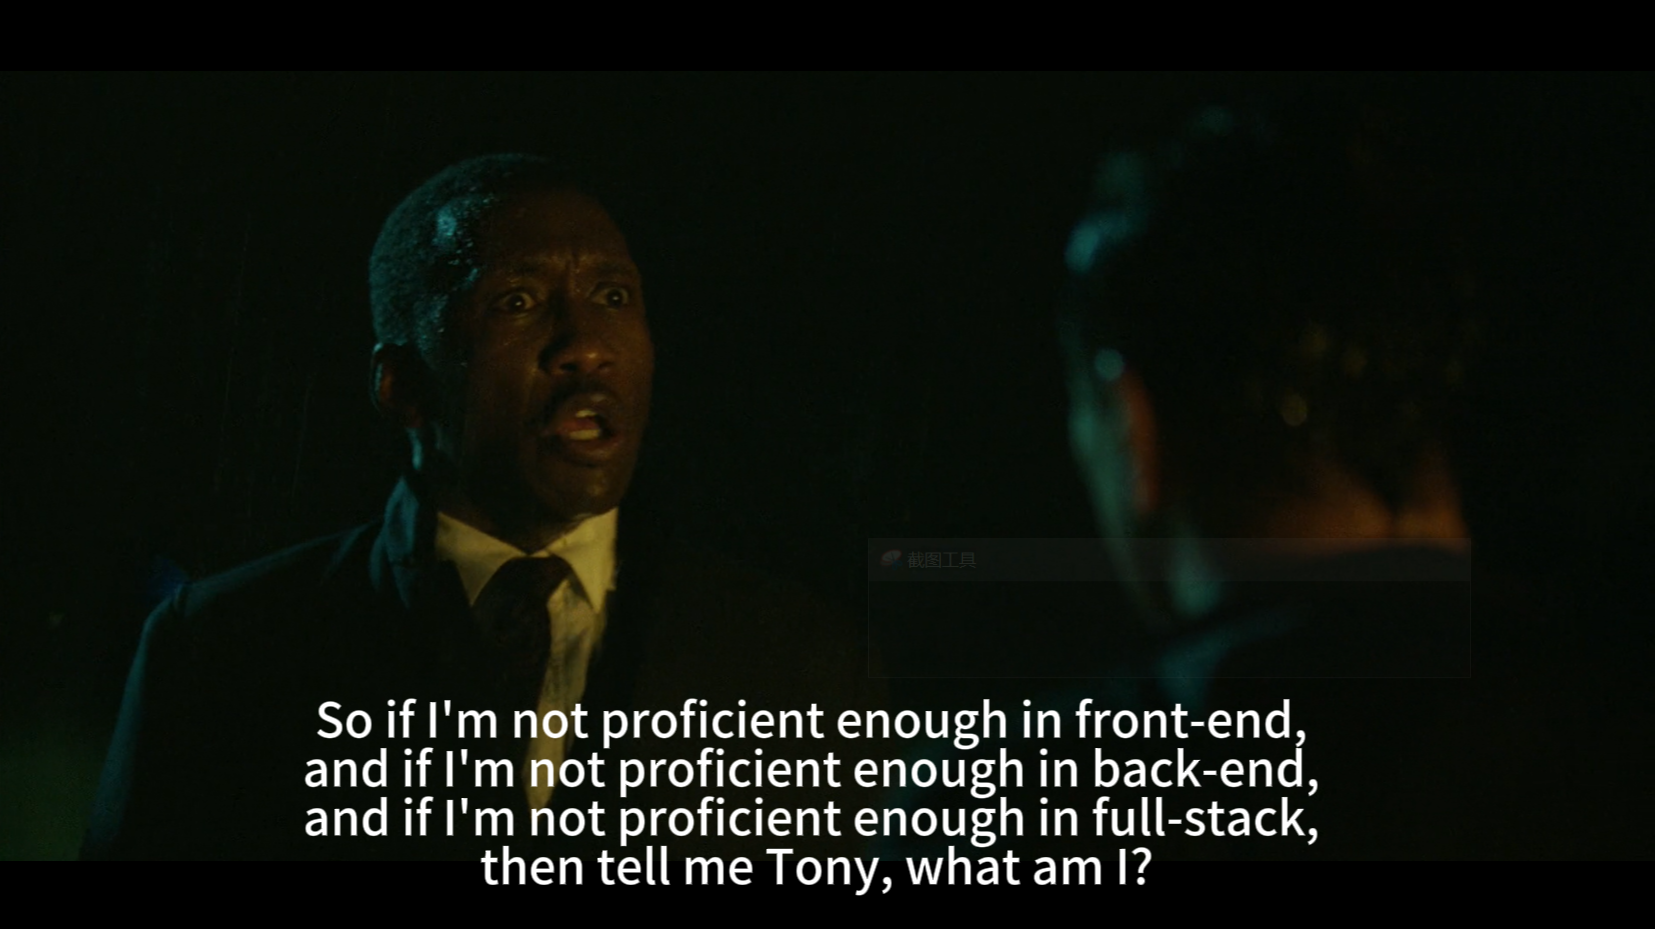 截图工具
So if I'm not proficient enough in front-end,
and if I'm not proficient enough in back-end,
and if I'm not proficient enough in full-stack,
then tell me Tony, what am I?